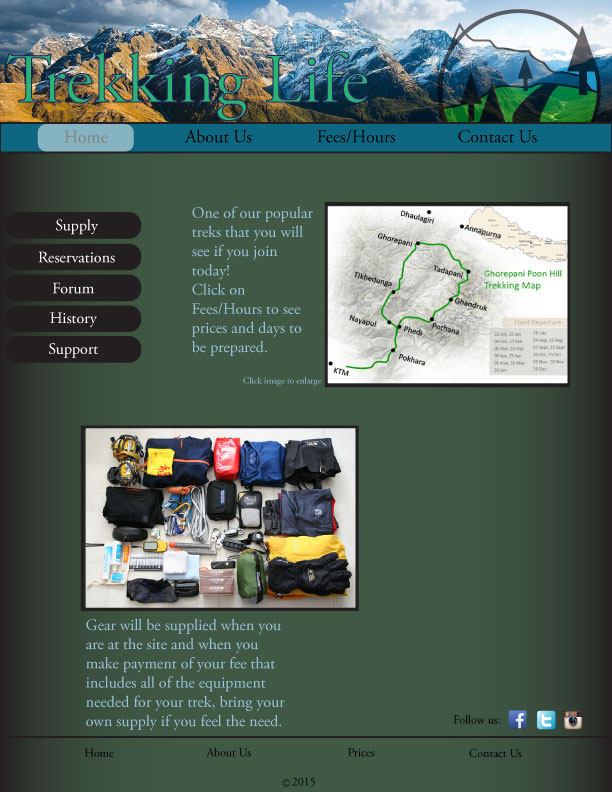 Trekking Life
Home
About Us
Fees/Hours
Contact Us
Supply
Reservations
Forum
History
Support
One of our popular
treks that you will
see if you join
today!
Click on
Fees/Hours to see
prices and days to
be prepared.
Click image to enlarge
Dhaulagiri
Annapurna
Ghorepani
Tadapani
Ghorepani Poon Hill
Trekking Map
Tikhedunga
Ghandruk
Nayapul
Phedi
Pothana
Pokhara
KTM
Fixed Departure
Gear will be supplied when you
are at the site and when you
make payment of your fee that
includes all of the equipment
needed for your trek, bring your
own supply if you feel the need.
Follow us:
Home
About Us
Prices
Contact Us
©2015